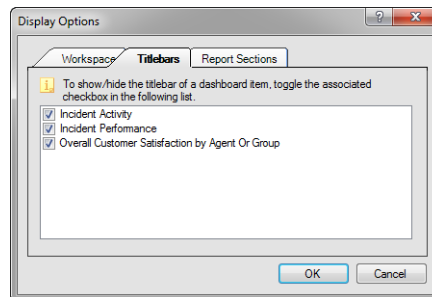 Display Options
Workspace Titlebars Report Sections
To show/hide the titlebar of a dashboard item, toggle the associated
checkbox in the following list.
Incident Activity
Incident Performance
Overall Customer Satisfaction by Agent Or Group
OK Cancel